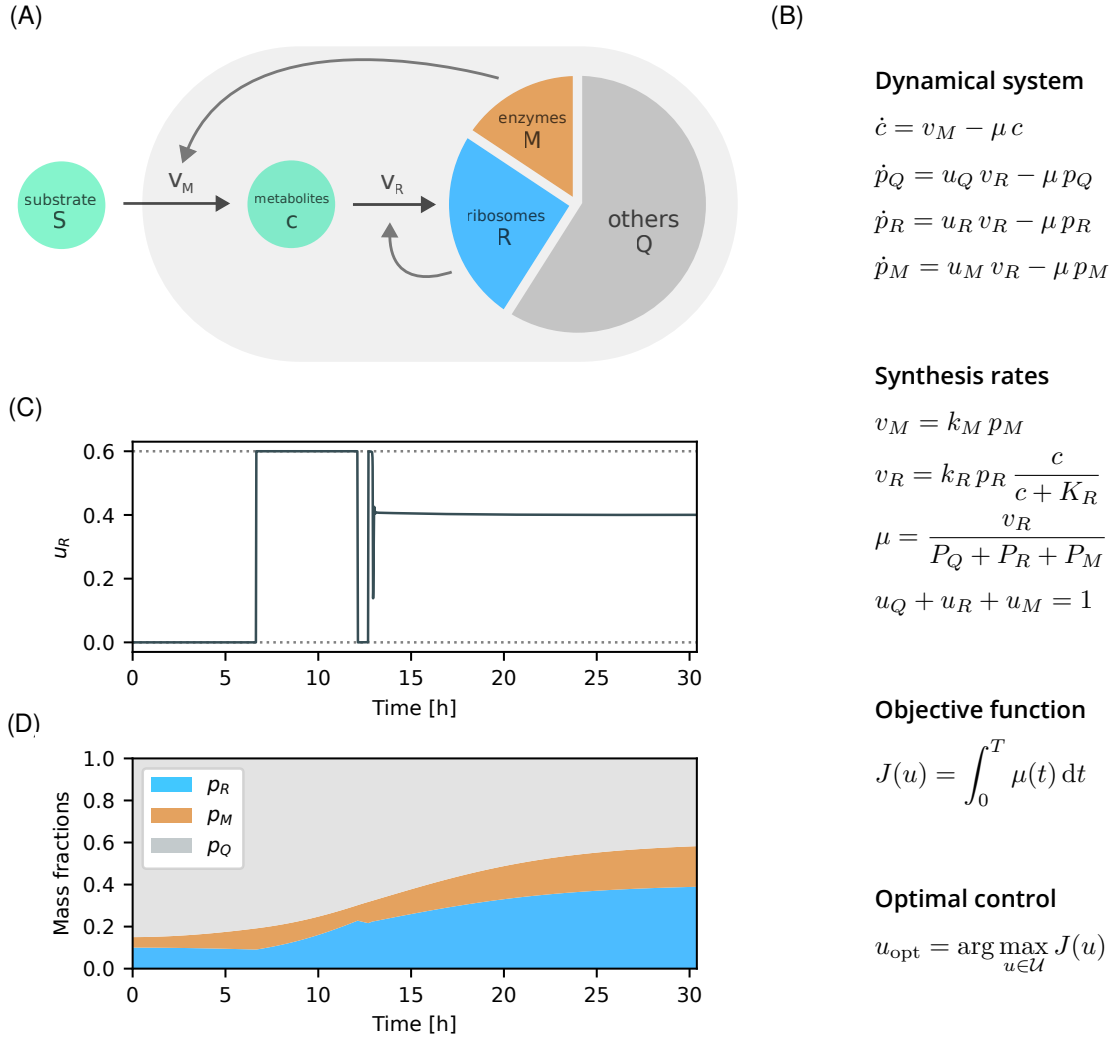 (A)
substrate
S
v_M
metabolites
c
v_R
enzymes
M
ribosomes
R
others
Q
(B)
Dynamical system
ċ = v_M − μ c
ṗ_Q = u_Q v_R − μ p_Q
ṗ_R = u_R v_R − μ p_R
ṗ_M = u_M v_R − μ p_M
Synthesis rates
v_M = k_M p_M
v_R = k_R p_R c / (c + K_R)
μ = v_R / (P_Q + P_R + P_M)
u_Q + u_R + u_M = 1
Objective function
J(u) = ∫_0^T μ(t) dt
Optimal control
u_opt = arg max_{u∈𝒰} J(u)
(C)
u_R
0.6
0.4
0.2
0.0
0 5 10 15 20 25 30
Time [h]
(D)
Mass fractions
1.0
0.8
0.6
0.4
0.2
0.0
p_R
p_M
p_Q
0 5 10 15 20 25 30
Time [h]